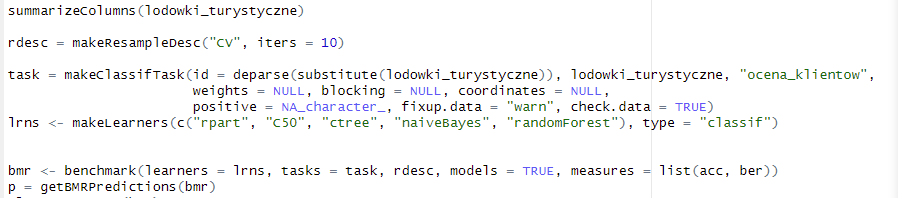 summarizeColumns(lodowki_turystyczne)
rdesc = makeResampleDesc("CV", iters = 10)
task = makeClassifTask(id = deparse(substitute(lodowki_turystyczne)), lodowki_turystyczne, "ocena_klientow",
weights = NULL, blocking = NULL, coordinates = NULL,
positive = NA_character_, fixup.data = "warn", check.data = TRUE)
lrns <- makeLearners(c("rpart", "C50", "ctree", "naiveBayes", "randomForest"), type = "classif")
bmr <- benchmark(learners = lrns, tasks = task, rdesc, models = TRUE, measures = list(acc, ber))
p = getBMRPredictions(bmr)